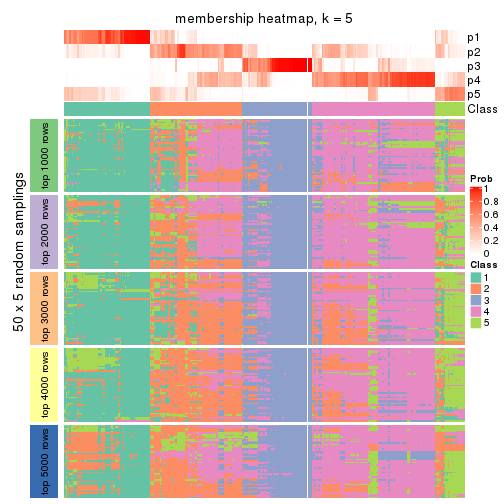 membership heatmap, k = 5
p1
p2
p3
p4
p5
Class
50 x 5 random samplings
top 1000 rows
top 2000 rows
top 3000 rows
top 4000 rows
top 5000 rows
Prob
1
0.8
0.6
0.4
0.2
0
Class
1
2
3
4
5